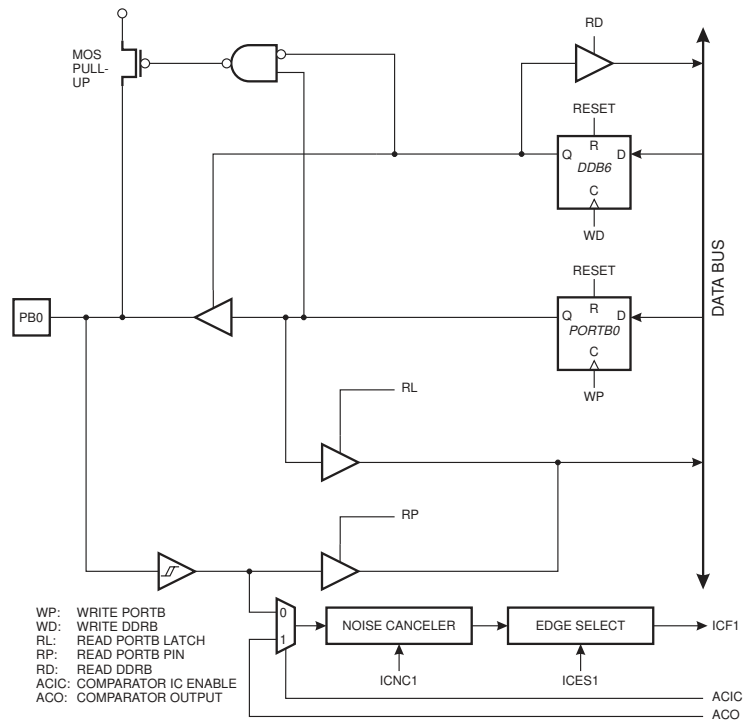 RD
MOS
PULL-
UP
RESET
R
Q
D
DDB6
C
WD
DATA BUS
RESET
R
Q
D
PORTB0
C
WP
PB0
RL
RP
WP: WRITE PORTB
WD: WRITE DDRB
RL: READ PORTB LATCH
RP: READ PORTB PIN
RD: READ DDRB
ACIC: COMPARATOR IC ENABLE
ACO: COMPARATOR OUTPUT
0
1
NOISE CANCELER
EDGE SELECT
ICF1
ICNC1
ICES1
ACIC
ACO